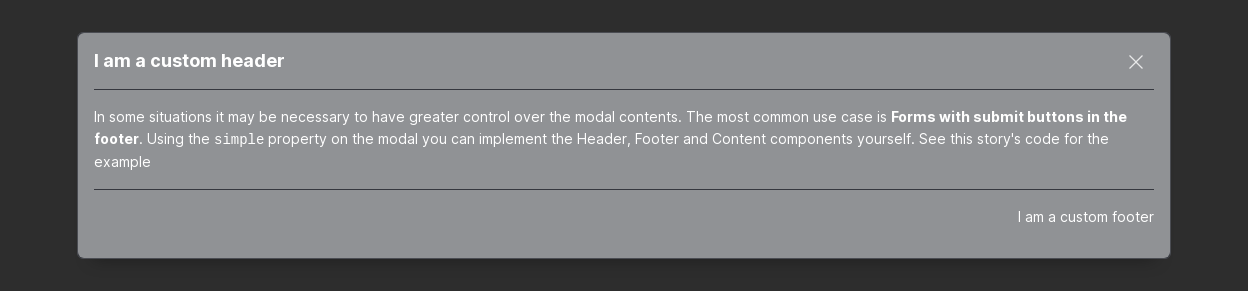 I am a custom header
In some situations it may be necessary to have greater control over the modal contents. The most common use case is Forms with submit buttons in the
footer. Using the simple property on the modal you can implement the Header, Footer and Content components yourself. See this story's code for the
example
I am a custom footer